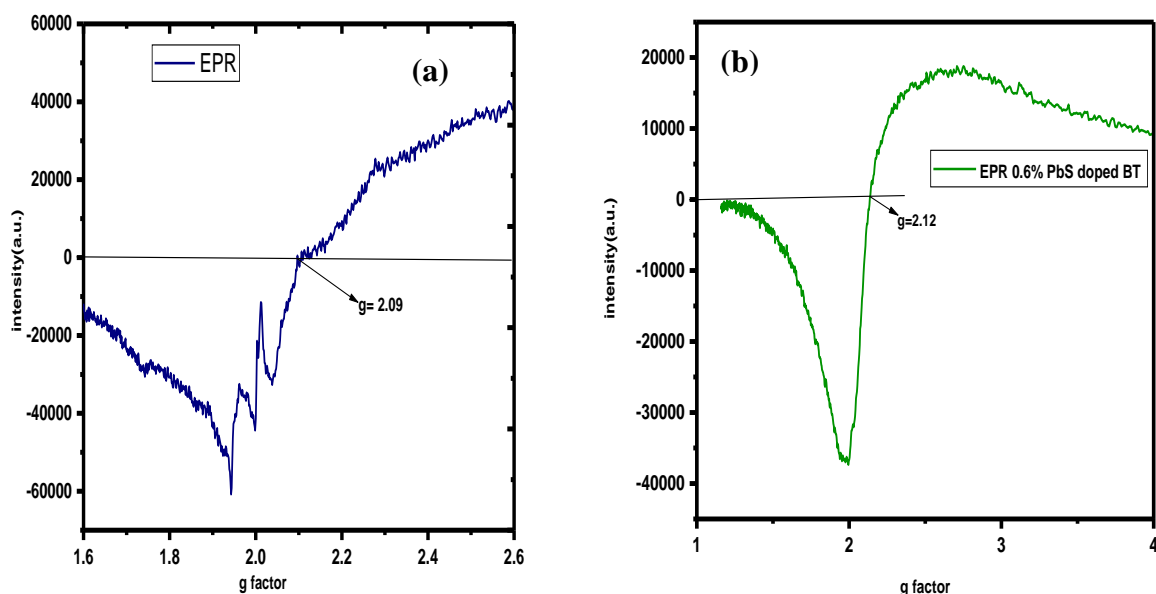 60000
40000
20000
0
-20000
-40000
-60000
intensity(a.u.)
EPR
(a)
g= 2.09
1.6 1.8 2.0 2.2 2.4 2.6
g factor
20000
10000
0
-10000
-20000
-30000
-40000
intensity(a.u.)
(b)
EPR 0.6% PbS doped BT
g=2.12
1 2 3 4
g factor